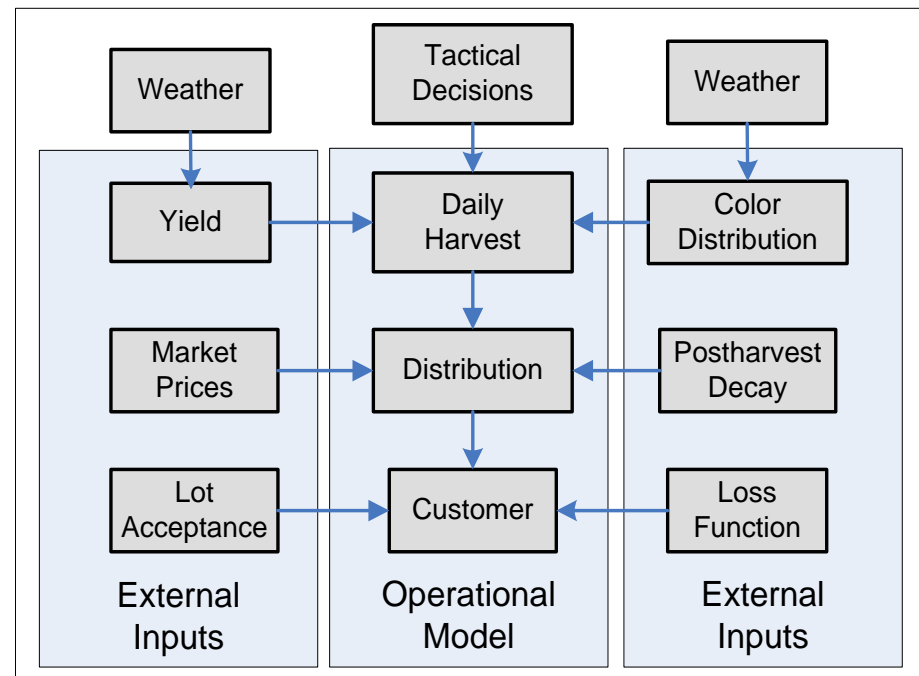 Weather
Tactical
Decisions
Weather
Yield
Daily
Harvest
Color
Distribution
Market
Prices
Distribution
Postharvest
Decay
Lot
Acceptance
Customer
Loss
Function
External
Inputs
Operational
Model
External
Inputs